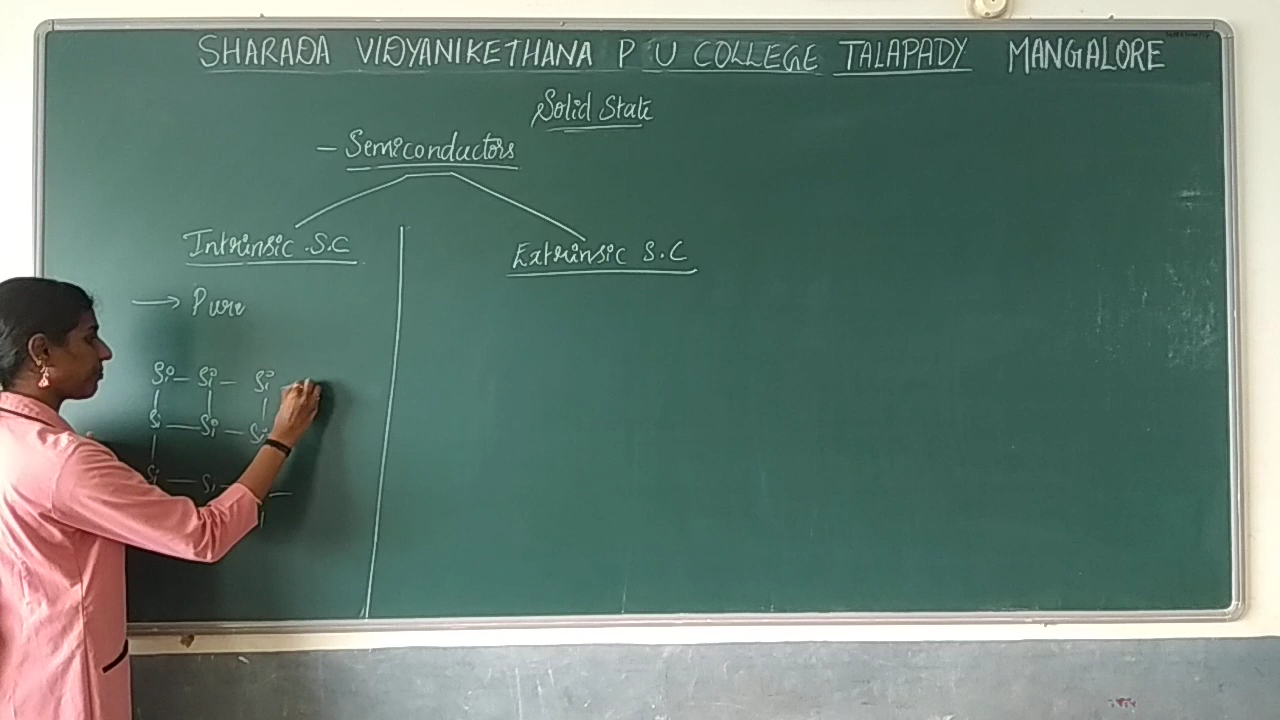 SHARADA VIDYANIKETHANA P U COLLEGE TALAPADY MANGALORE
Solid State
– Semiconductors
Intrinsic .S.C
Extrinsic S.C
→ Pure
Si – Si – Si
Si — Si – Si
Si — Si –